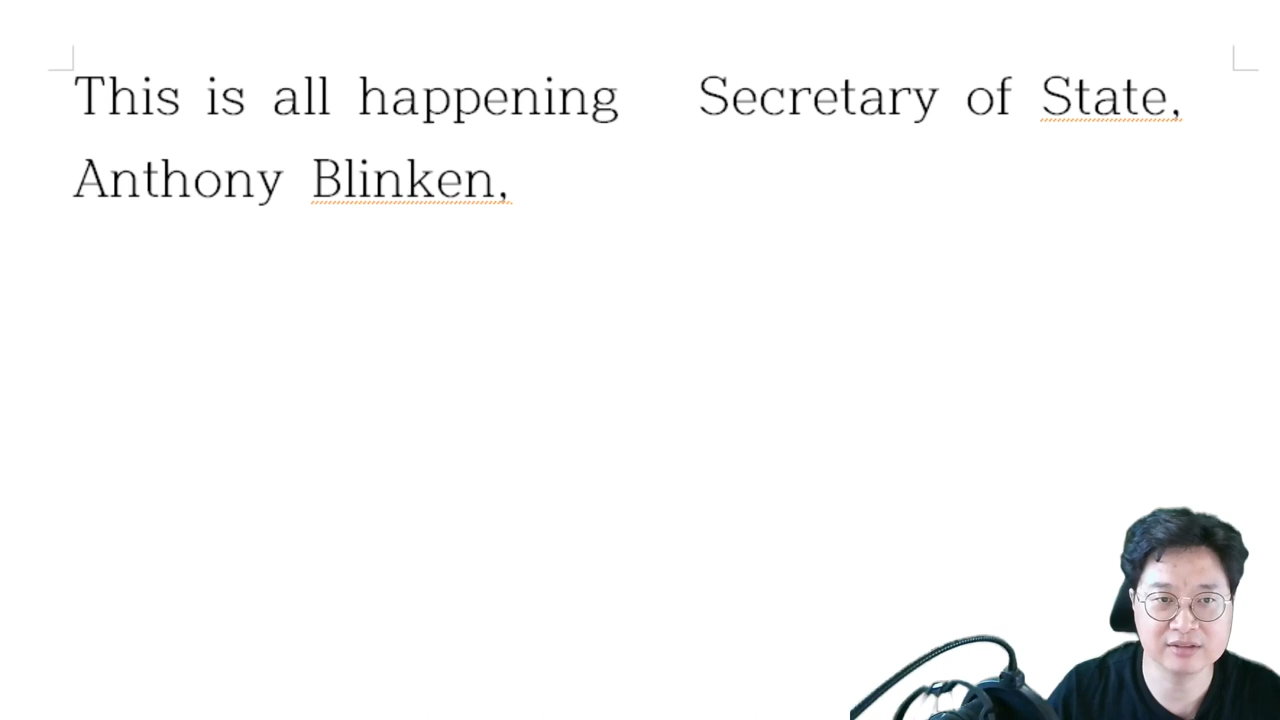 This is all happening   Secretary of State,
Anthony Blinken,